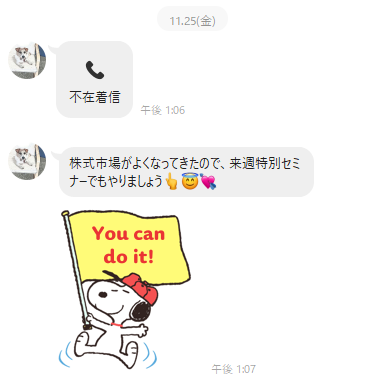 11.25(金)
不在着信
午後 1:06
株式市場がよくなってきたので、来週特別セミ
ナーでもやりましょう👆😇💘
You can
do it!
午後 1:07